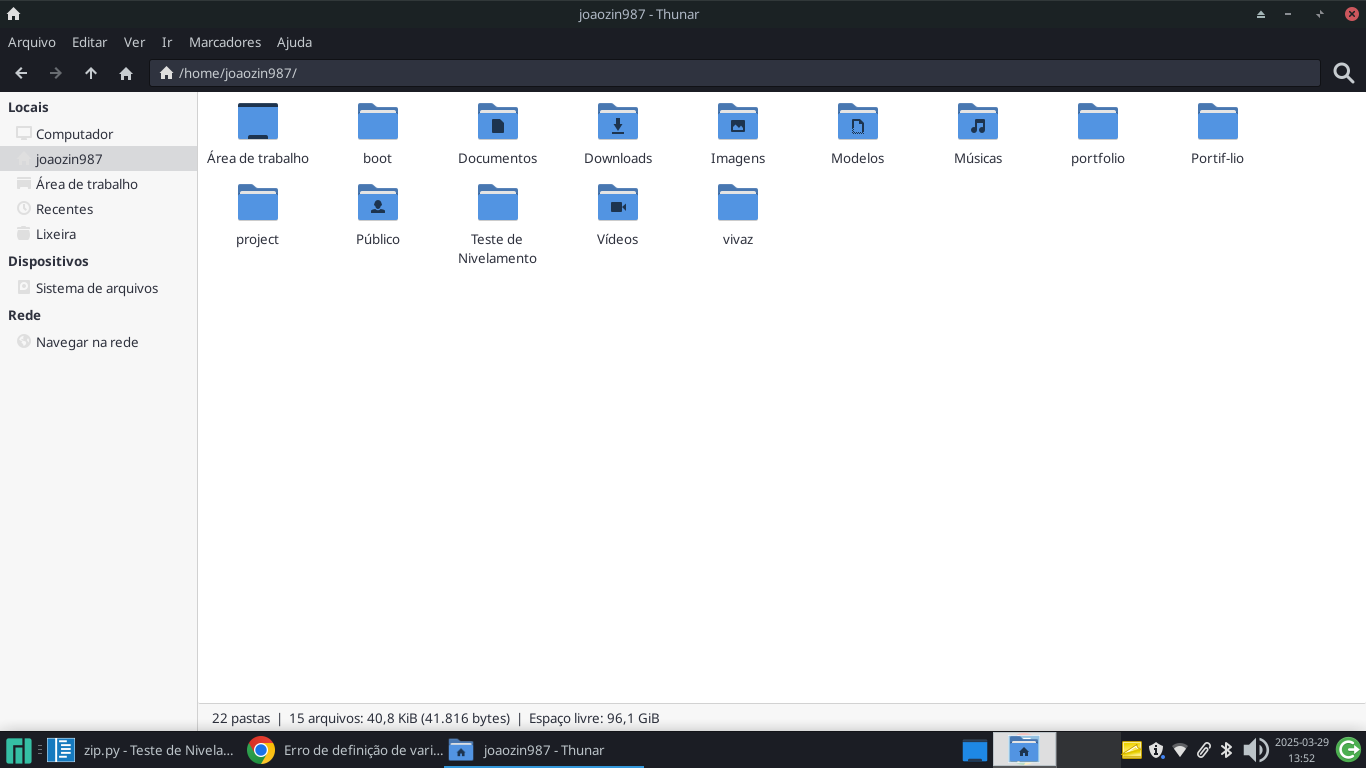 joaozin987 - Thunar
Arquivo Editar Ver Ir Marcadores Ajuda
/home/joaozin987/
Locais
Computador
joaozin987
Área de trabalho
Recentes
Lixeira
Dispositivos
Sistema de arquivos
Rede
Navegar na rede
Área de trabalho boot Documentos Downloads Imagens Modelos Músicas portfolio Portif-lio
project Público Teste de Nivelamento Vídeos vivaz
22 pastas | 15 arquivos: 40,8 KiB (41.816 bytes) | Espaço livre: 96,1 GiB
zip.py - Teste de Nivela... Erro de definição de vari... joaozin987 - Thunar
2025-03-29
13:52